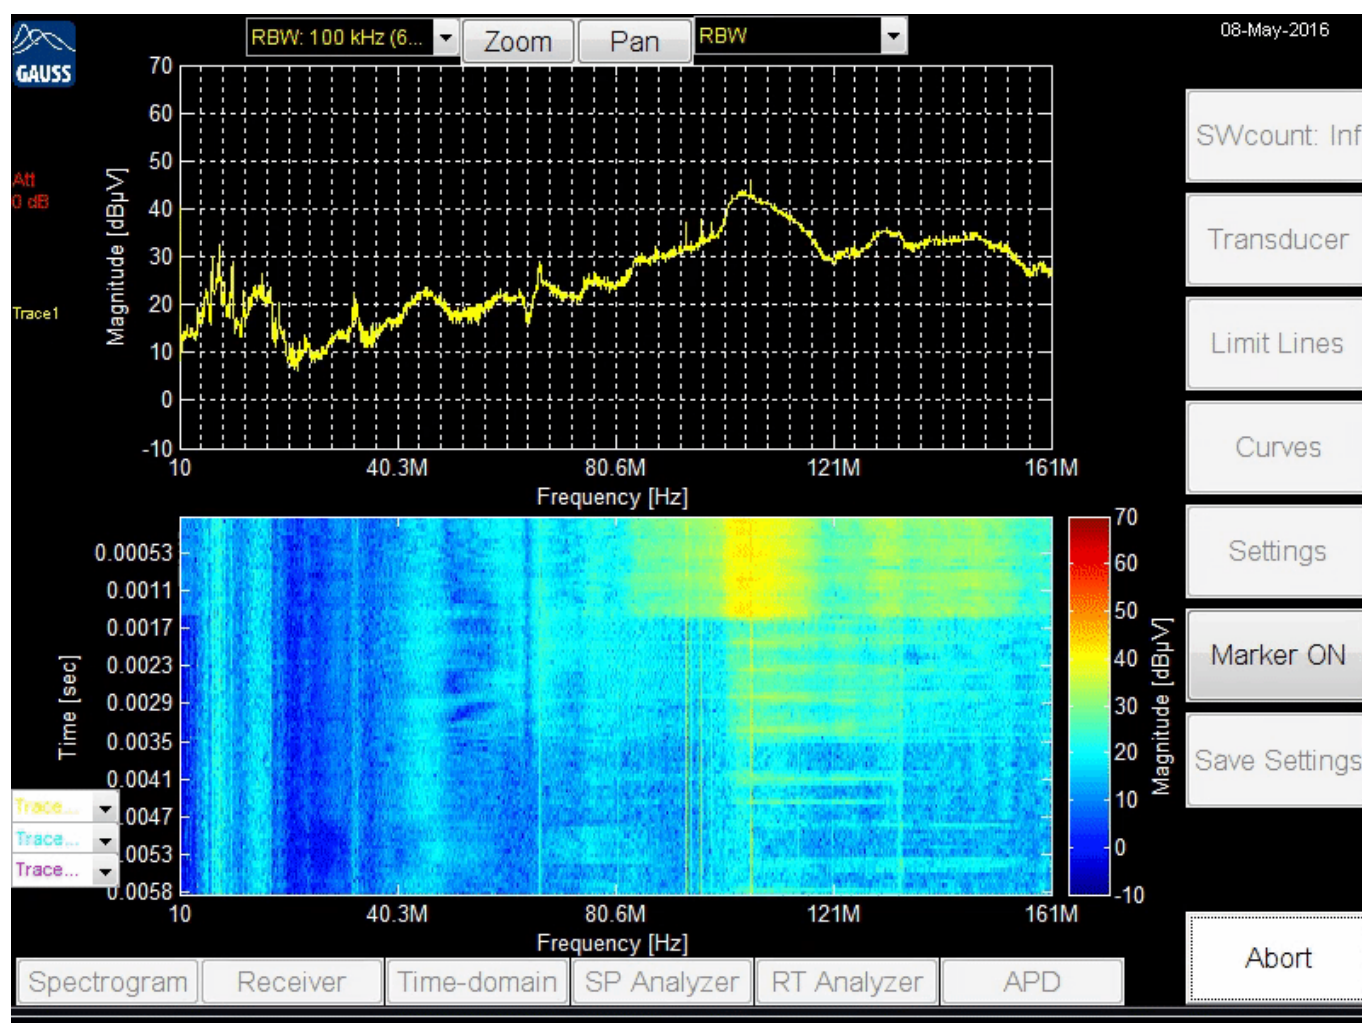 RBW: 100 kHz (6...
Zoom
Pan
RBW
08-May-2016
GAUSS
Att
0 dB
Trace1
Magnitude [dBµV]
70
60
50
40
30
20
10
0
-10
10
40.3M
80.6M
121M
161M
Frequency [Hz]
SWcount: Inf
Transducer
Limit Lines
Curves
Settings
Marker ON
Save Settings
Abort
Time [sec]
0.00053
0.0011
0.0017
0.0023
0.0029
0.0035
0.0041
0.0047
0.0053
0.0058
Trace...
Trace...
Trace...
10
40.3M
80.6M
121M
161M
Frequency [Hz]
70
60
50
40
30
20
10
0
-10
Magnitude [dBµV]
Spectrogram
Receiver
Time-domain
SP Analyzer
RT Analyzer
APD